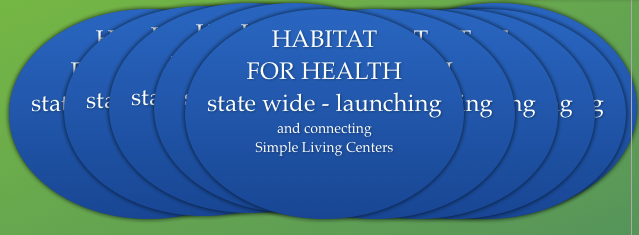 HABITAT
FOR HEALTH
state wide - launching
and connecting
Simple Living Centers